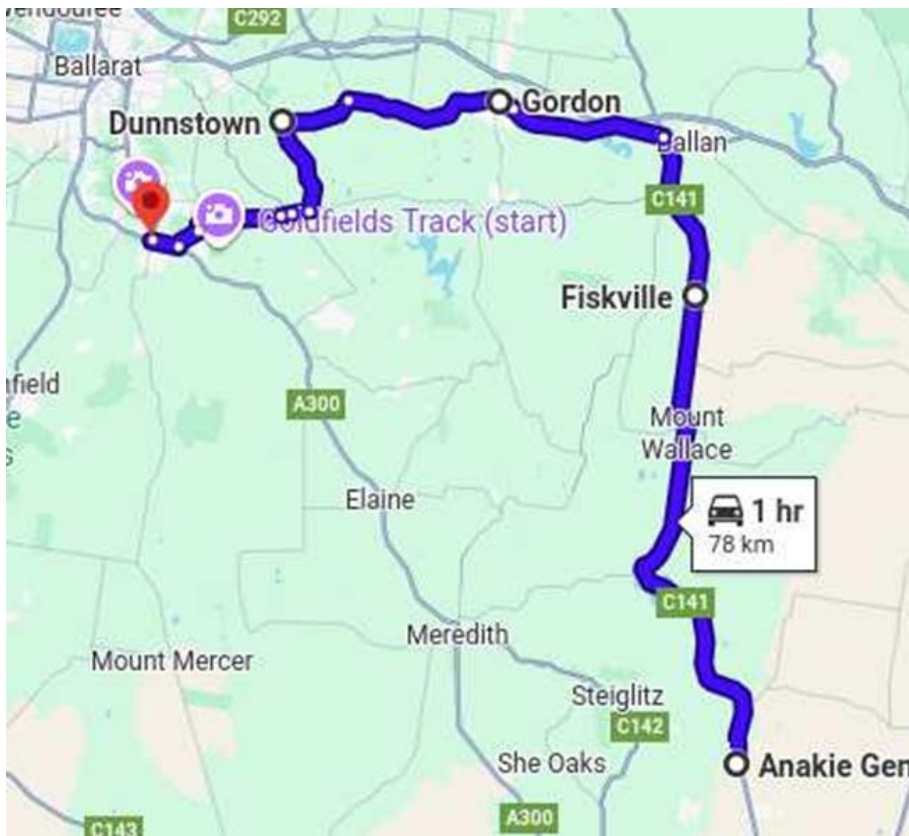 C292
Ballarat
Dunnstown
Gordon
Ballan
C141
Goldfields Track (start)
Fiskville
A300
Mount
Wallace
Elaine
1 hr
78 km
C141
Meredith
Mount Mercer
Steiglitz
C142
She Oaks
Anakie Gen
A300
C143